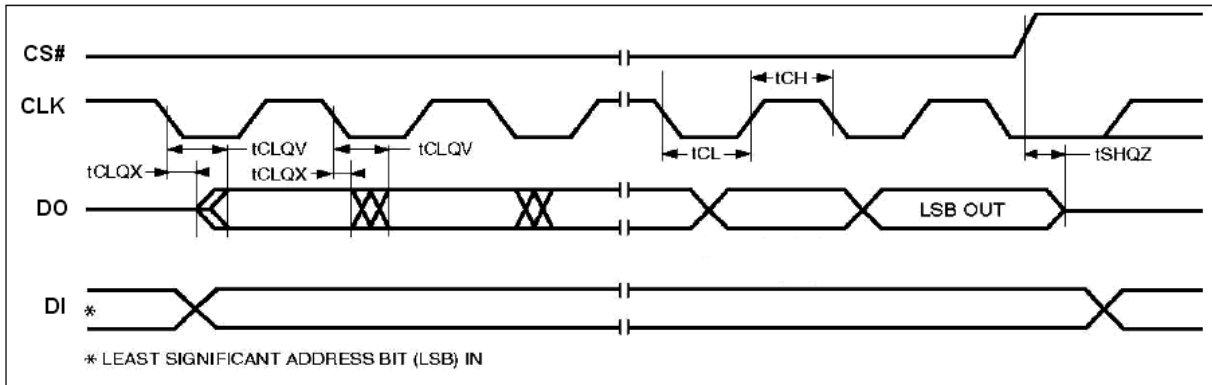 CS#
tCH
CLK
tCLQV
tCLQV
tCL
tSHQZ
tCLQX
tCLQX
DO
LSB OUT
DI
*
* LEAST SIGNIFICANT ADDRESS BIT (LSB) IN